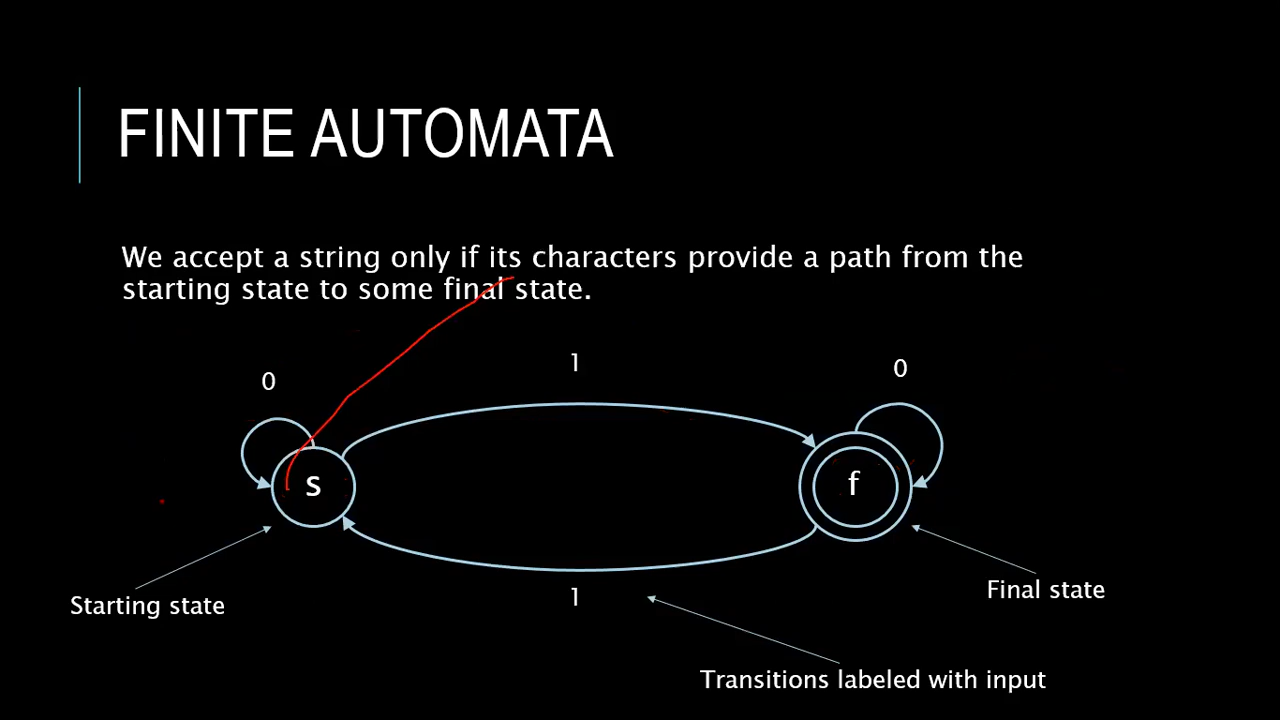 FINITE AUTOMATA
We accept a string only if its characters provide a path from the
starting state to some final state.
0
1
0
s
f
Starting state
1
Final state
Transitions labeled with input